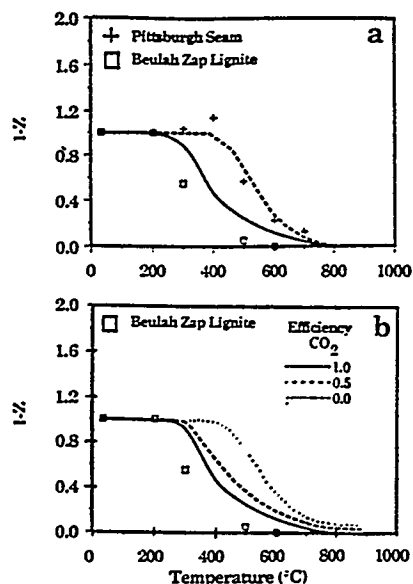 a
+ Pittsburgh Seam
□ Beulah Zap Lignite
2.0
1.6
1.2
0.8
0.4
0.0
1-Z
0 200 400 600 800 1000
b
□ Beulah Zap Lignite
Efficiency
CO2
1.0
0.5
0.0
2.0
1.6
1.2
0.8
0.4
0.0
1-Z
0 200 400 600 800 1000
Temperature (°C)